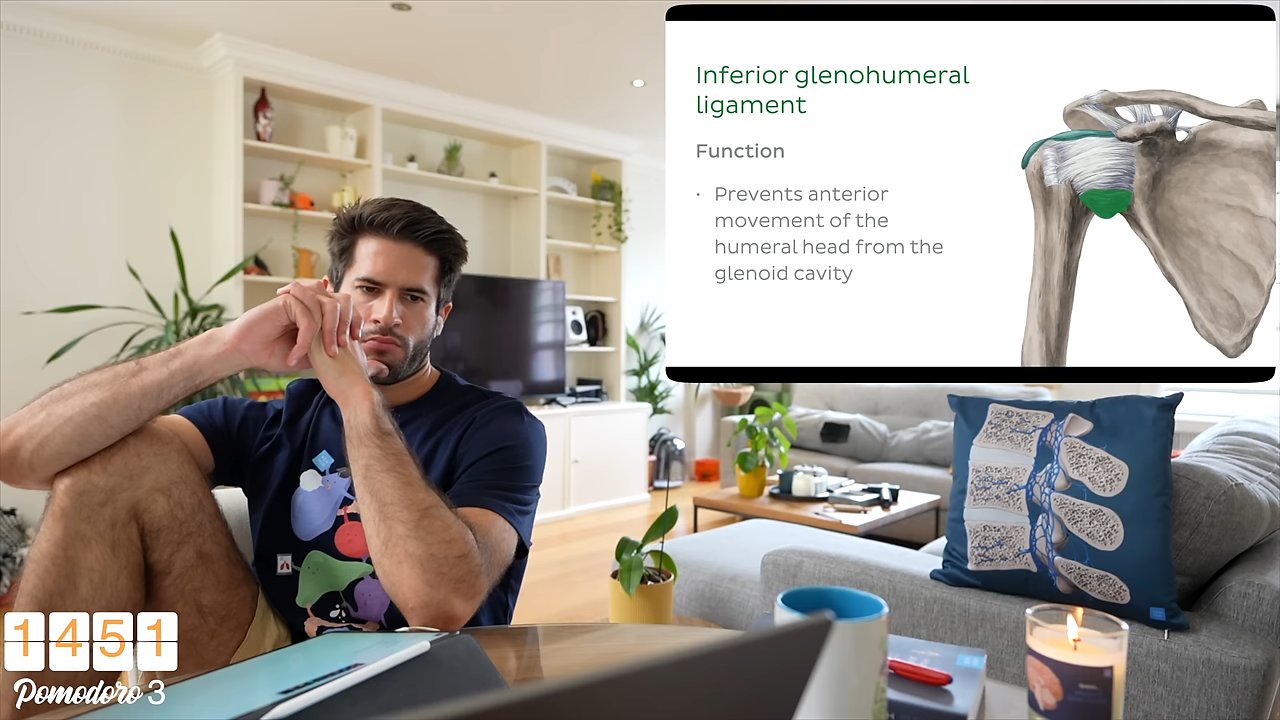 Inferior glenohumeral
ligament
Function
· Prevents anterior
movement of the
humeral head from the
glenoid cavity
1451
Pomodoro 3